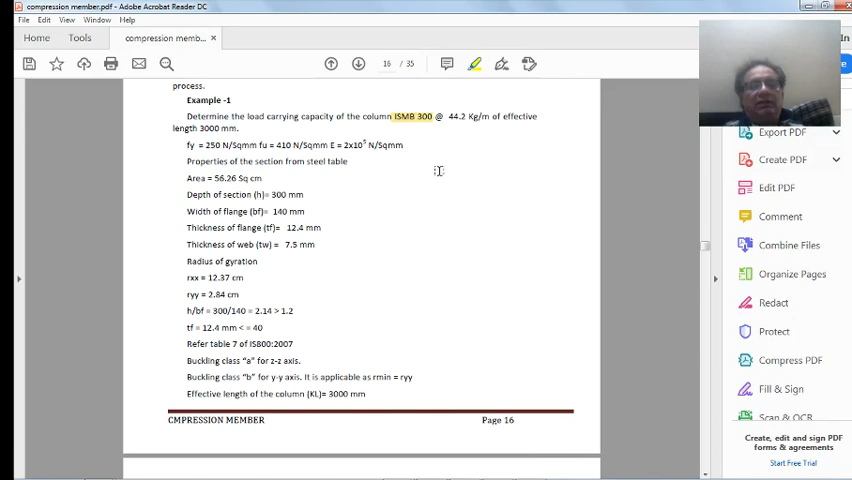 compression member.pdf - Adobe Acrobat Reader DC
File Edit View Window Help
Home Tools compression memb... ×
16 / 35
process.
Example -1
Determine the load carrying capacity of the column ISMB 300 @ 44.2 Kg/m of effective
length 3000 mm.
fy = 250 N/Sqmm fu = 410 N/Sqmm E = 2x10⁵ N/Sqmm
Properties of the section from steel table
Area = 56.26 Sq cm
Depth of section (h)= 300 mm
Width of flange (bf)= 140 mm
Thickness of flange (tf)= 12.4 mm
Thickness of web (tw) = 7.5 mm
Radius of gyration
rxx = 12.37 cm
ryy = 2.84 cm
h/bf = 300/140 = 2.14 > 1.2
tf = 12.4 mm < = 40
Refer table 7 of IS800:2007
Buckling class “a” for z-z axis.
Buckling class “b” for y-y axis. It is applicable as rmin = ryy
Effective length of the column (KL)= 3000 mm
CMPRESSION MEMBER Page 16
Export PDF
Create PDF
Edit PDF
Comment
Combine Files
Organize Pages
Redact
Protect
Compress PDF
Fill & Sign
Scan & OCR
Create, edit and sign PDF
forms & agreements
Start Free Trial